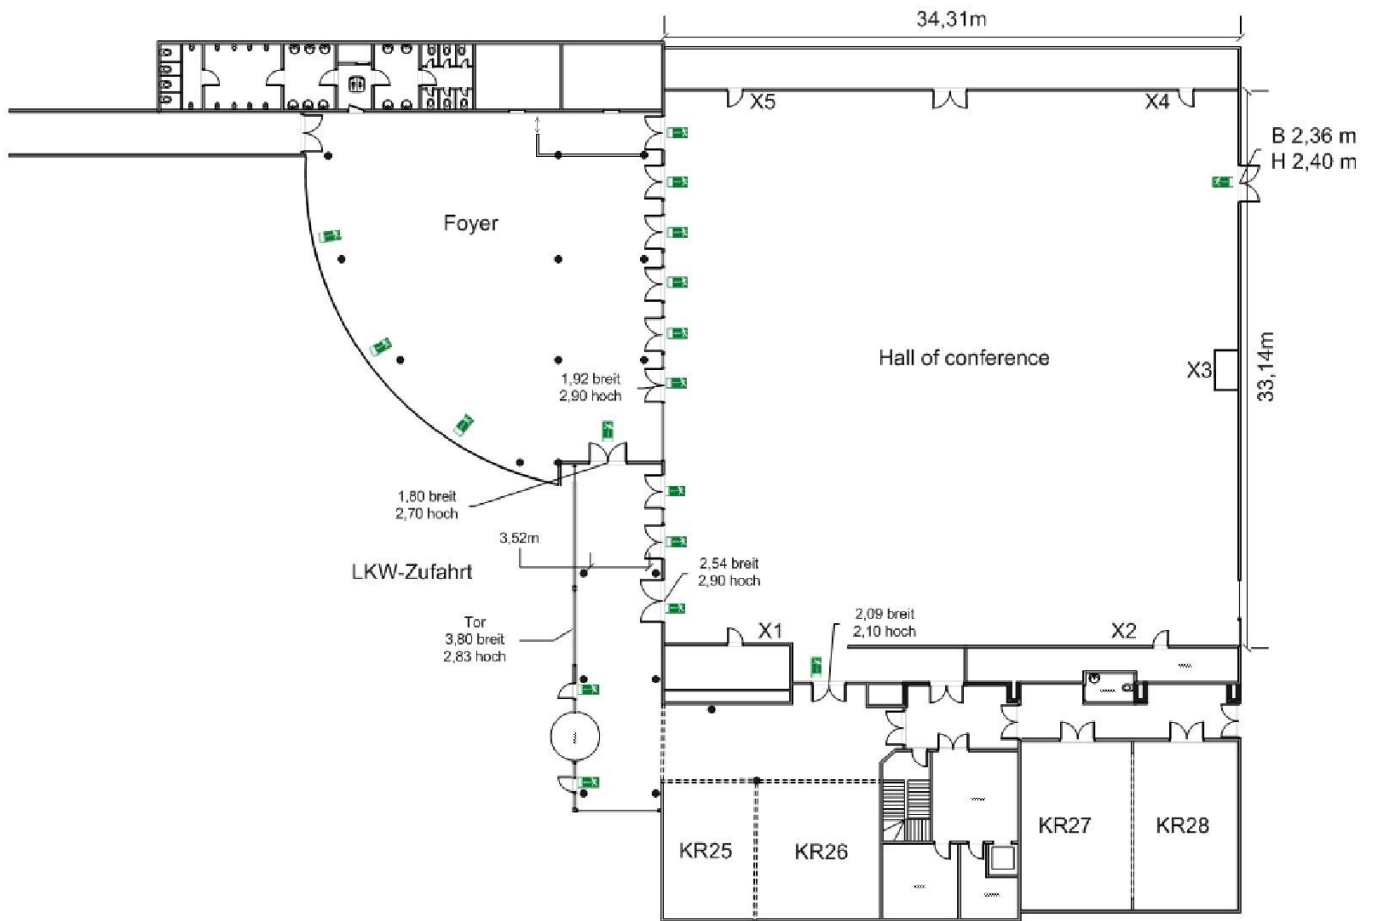 34,31m
X5
X4
B 2,36 m
H 2,40 m
Foyer
Hall of conference
X3
33,14m
1,92 breit
2,90 hoch
1,80 breit
2,70 hoch
3,52m
LKW-Zufahrt
2,54 breit
2,90 hoch
Tor
3,80 breit
2,83 hoch
X1
2,09 breit
2,10 hoch
X2
KR25
KR26
KR27
KR28